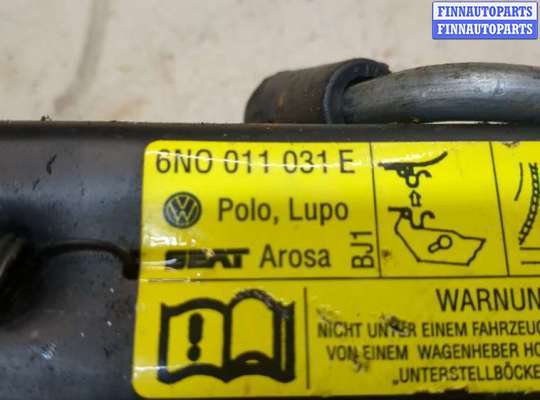 FINNAUTOPARTS
FINNAUTOPARTS
6N0 011 031 E
Polo, Lupo
SEAT Arosa
BJ1
WARNUN
NICHT UNTER EINEM FAHRZEUG
VON EINEM WAGENHEBER HO
„UNTERSTELLBÖCKE